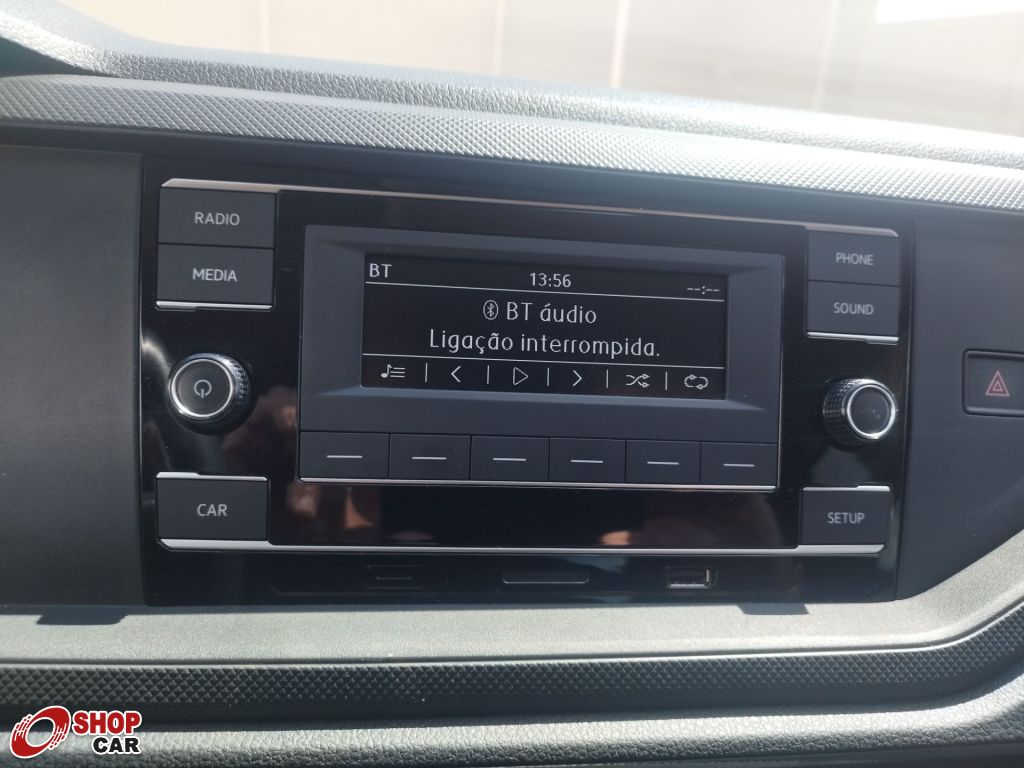 RADIO
MEDIA
PHONE
SOUND
BT
13:56
--:--
BT áudio
Ligação interrompida.
CAR
SETUP
SHOP
CAR